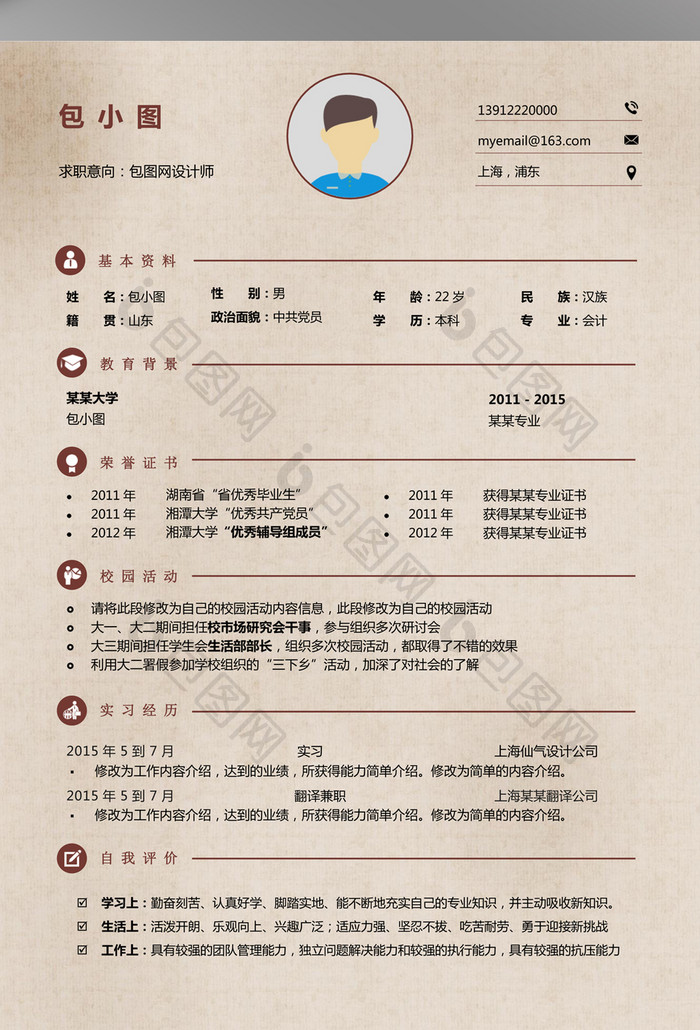 包小图
求职意向：包图网设计师
13912220000
myemail@163.com
上海，浦东
基本资料
姓　　名：包小图　性　别：男　年　龄：22 岁　民　族：汉族
籍　　贯：山东　政治面貌：中共党员　学　历：本科　专　业：会计
教育背景
某某大学　2011 - 2015
包小图　某某专业
荣誉证书
• 2011 年　湖南省“省优秀毕业生”　• 2011 年　获得某某专业证书
• 2011 年　湘潭大学“优秀共产党员”　• 2011 年　获得某某专业证书
• 2012 年　湘潭大学“优秀辅导组成员”　• 2012 年　获得某某专业证书
校园活动
请将此段修改为自己的校园活动内容信息，此段修改为自己的校园活动
大一、大二期间担任校市场研究会干事，参与组织多次研讨会
大三期间担任学生会生活部部长，组织多次校园活动，都取得了不错的效果
利用大二署假参加学校组织的“三下乡”活动，加深了对社会的了解
实习经历
2015 年 5 到 7 月　实习　上海仙气设计公司
• 修改为工作内容介绍，达到的业绩，所获得能力简单介绍。修改为简单的内容介绍。
2015 年 5 到 7 月　翻译兼职　上海某某翻译公司
• 修改为工作内容介绍，达到的业绩，所获得能力简单介绍。修改为简单的内容介绍。
自我评价
☑ 学习上：勤奋刻苦、认真好学、脚踏实地、能不断地充实自己的专业知识，并主动吸收新知识。
☑ 生活上：活泼开朗、乐观向上、兴趣广泛；适应力强、坚忍不拔、吃苦耐劳、勇于迎接新挑战
☑ 工作上：具有较强的团队管理能力，独立问题解决能力和较强的执行能力，具有较强的抗压能力
包图网
包图网
包图网
包图网
包图网